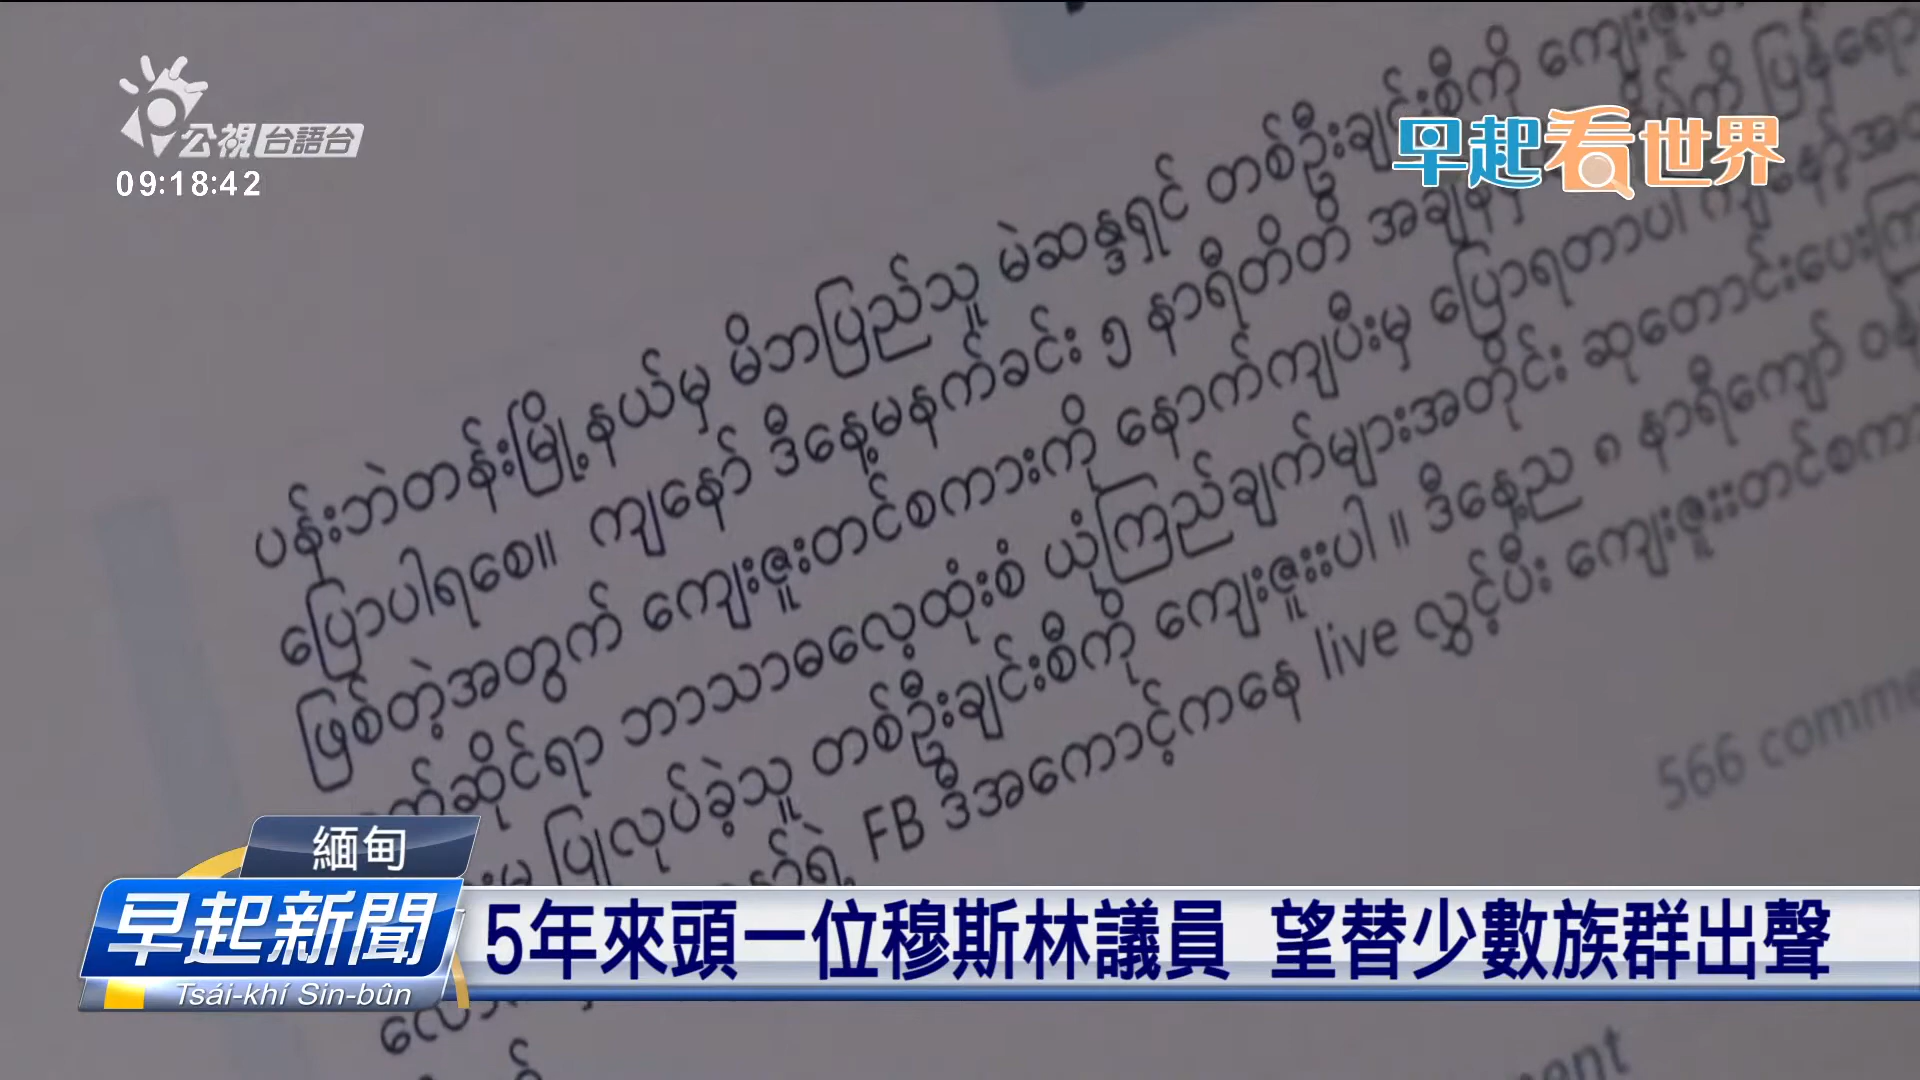 公視台語台
09:18:42
早起看世界
ပန်းဘဲတန်းမြို့နယ်မှ မိဘပြည်သူ မဲဆန္ဒရှင် တစ်ဦးချင်းစီကို ကျေးဇူး
ပြောပါရစေ။ ကျနော် ဒီနေ့မနက်ခင်း ၅ နာရီတိတိ
ဖြစ်တဲ့အတွက် ကျေးဇူးတင်စကားကို နောက်ကျပီးမှ ပြောရတာပါ
ဘာသာဓလေ့ထုံးစံ ယုံကြည်ချက်များအတိုင်း ဆုတောင်းပေး
ပြုလုပ်ခဲ့သူ တစ်ဦးချင်းစီကို ကျေးဇူးးပါ ။ ဒီနေ့ည ၈ နာရီကျော်
FB ဒီအကောင့်ကနေ live လွှင့်ပီး ကျေးဇူးးတင်စကား
566
緬甸
早起新聞
Tsái-khí Sin-bûn
5年來頭一位穆斯林議員 望替少數族群出聲